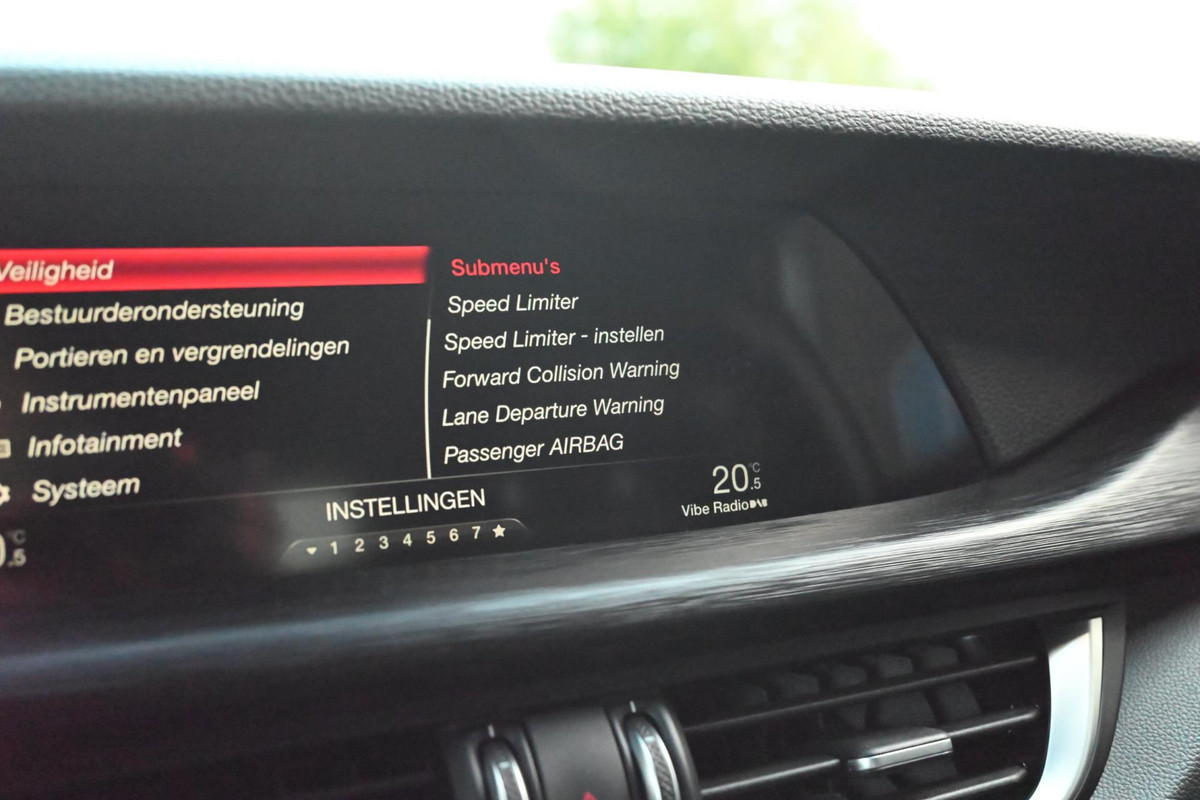 Veiligheid
Bestuurderondersteuning
Portieren en vergrendelingen
Instrumentenpaneel
Infotainment
Systeem
Submenu's
Speed Limiter
Speed Limiter - instellen
Forward Collision Warning
Lane Departure Warning
Passenger AIRBAG
INSTELLINGEN
1 2 3 4 5 6 7
.5 °C
20.5 °C
Vibe Radio